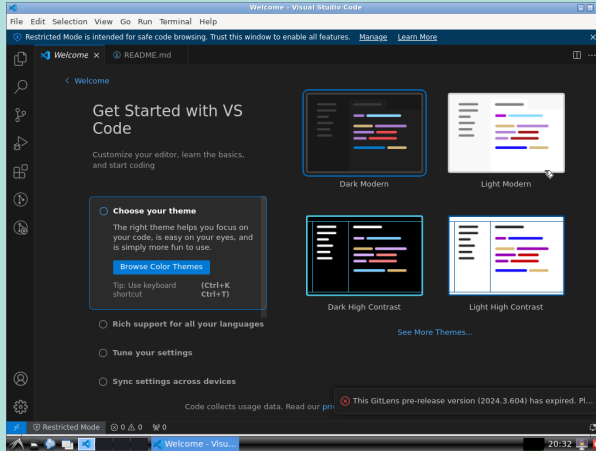 Welcome - Visual Studio Code
File Edit Selection View Go Run Terminal Help
Restricted Mode is intended for safe code browsing. Trust this window to enable all features. Manage Learn More
Welcome README.md
Welcome
Get Started with VS
Code
Customize your editor, learn the basics,
and start coding
Choose your theme
The right theme helps you focus on
your code, is easy on your eyes, and
is simply more fun to use.
Browse Color Themes
Tip: Use keyboard (Ctrl+K
shortcut Ctrl+T)
Rich support for all your languages
Tune your settings
Sync settings across devices
Dark Modern Light Modern
Dark High Contrast Light High Contrast
See More Themes...
Code collects usage data. Read our pri
This GitLens pre-release version (2024.3.604) has expired. Pl...
Restricted Mode 0 0 0
Welcome - Visu... 20:32